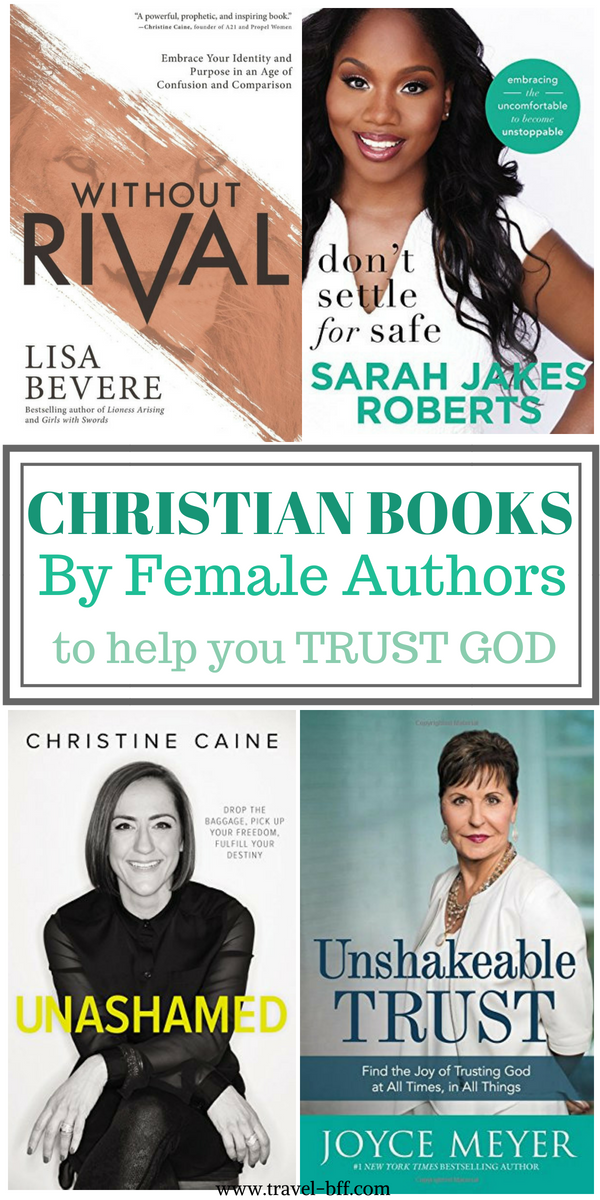 "A powerful, prophetic, and inspiring book."
—Christine Caine, founder of A21 and Propel Women
Embrace Your Identity and
Purpose in an Age of
Confusion and Comparison
WITHOUT
RIVAL
LISA
BEVERE
Bestselling author of Lioness Arising
and Girls with Swords
embracing
the
uncomfortable
to become
unstoppable
don't
settle
for safe
SARAH JAKES
ROBERTS
CHRISTIAN BOOKS
By Female Authors
to help you TRUST GOD
CHRISTINE CAINE
DROP THE
BAGGAGE, PICK UP
YOUR FREEDOM,
FULFILL YOUR
DESTINY
UNASHAMED
Copyrighted Material
Unshakeable
TRUST
Find the Joy of Trusting God
at All Times, in All Things
JOYCE MEYER
#1 NEW YORK TIMES BESTSELLING AUTHOR
www.travel-bff.com